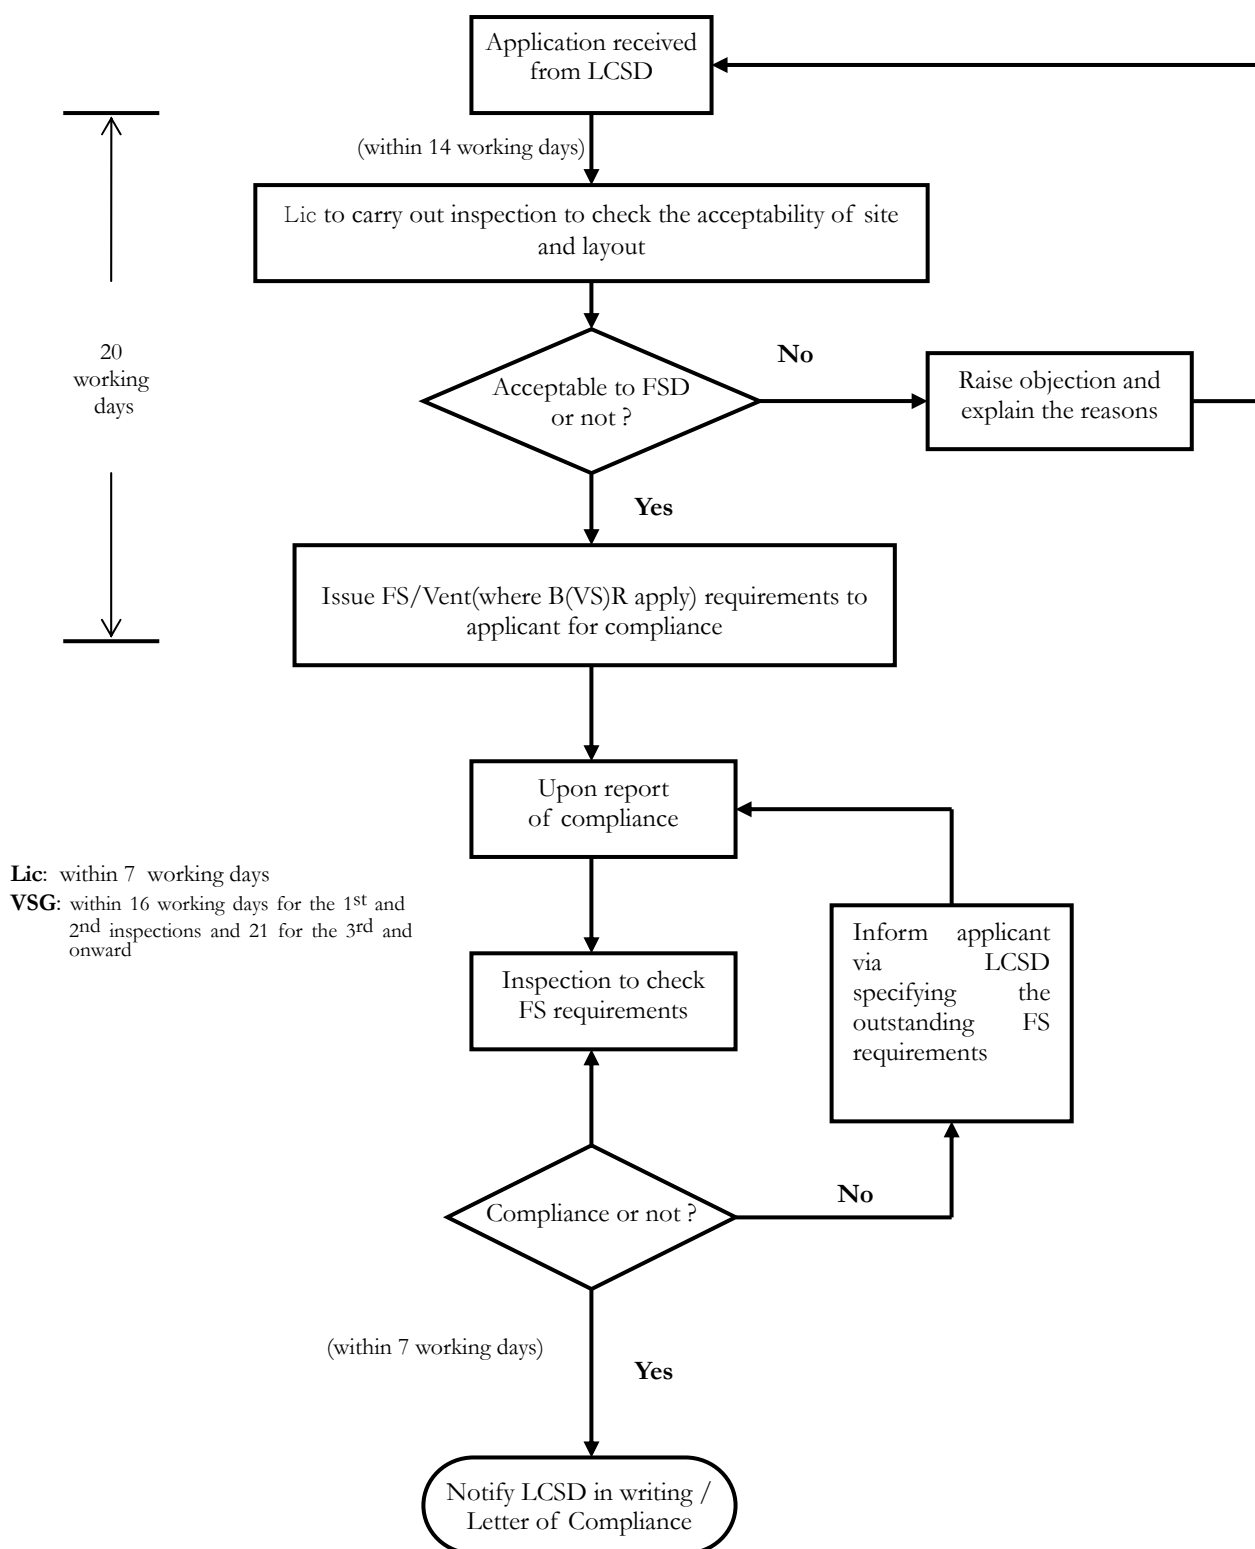 Application received
from LCSD
(within 14 working days)
Lic to carry out inspection to check the acceptability of site
and layout
20
working
days
No
Acceptable to FSD
or not ?
Raise objection and
explain the reasons
Yes
Issue FS/Vent(where B(VS)R apply) requirements to
applicant for compliance
Upon report
of compliance
Lic: within 7 working days
VSG: within 16 working days for the 1st and
2nd inspections and 21 for the 3rd and
onward
Inform applicant
via LCSD
specifying the
outstanding FS
requirements
Inspection to check
FS requirements
No
Compliance or not ?
(within 7 working days)
Yes
Notify LCSD in writing /
Letter of Compliance